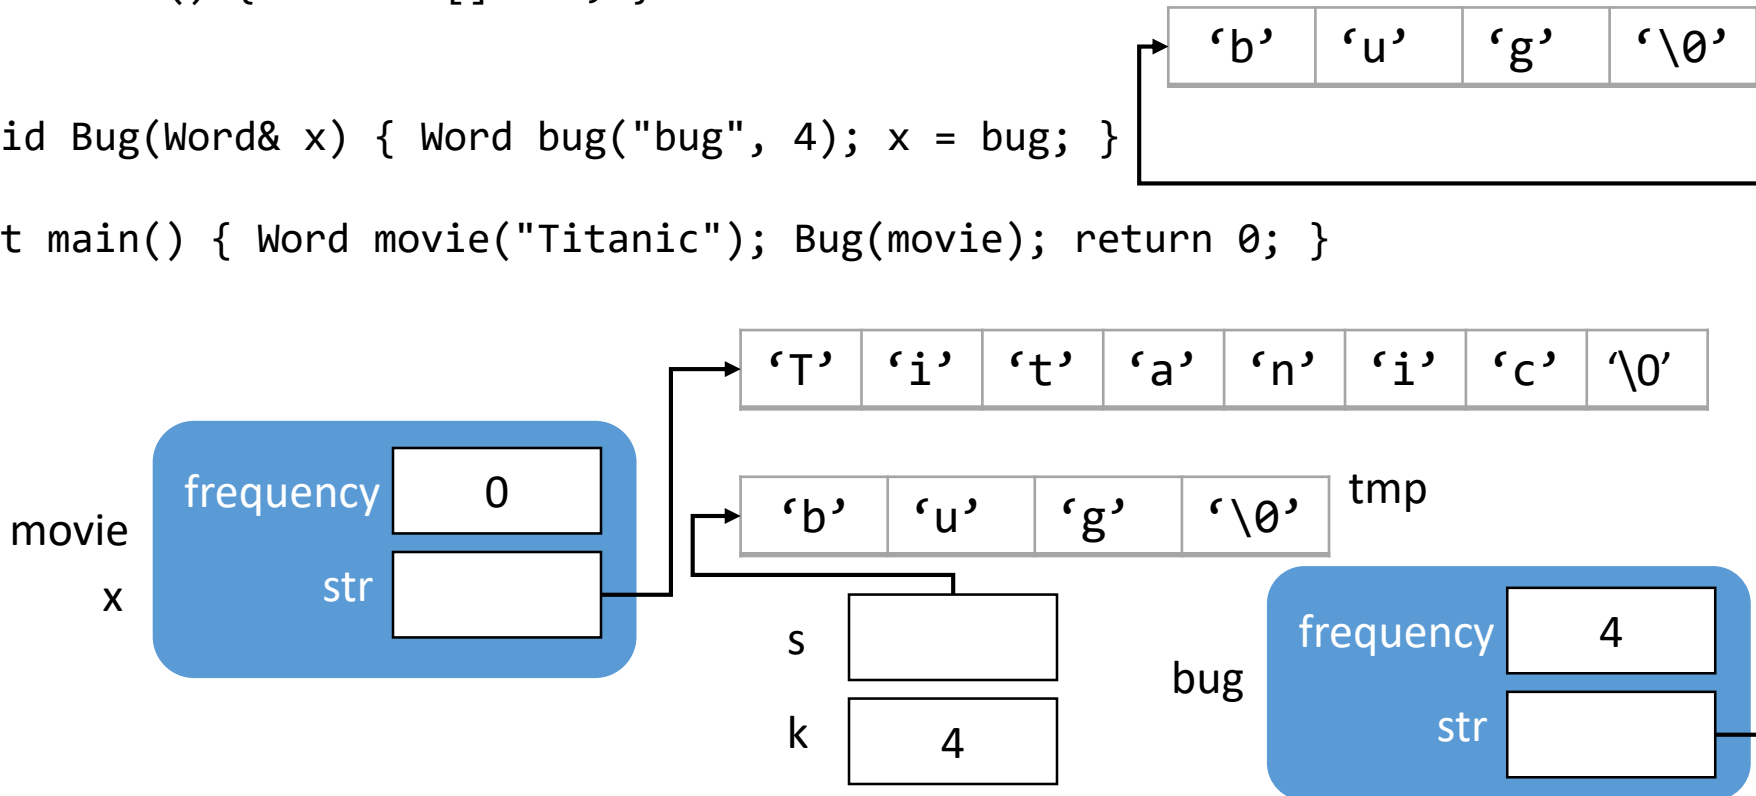 ‘b’ ‘u’ ‘g’ ‘\0’
id Bug(Word& x) { Word bug("bug", 4); x = bug; }
t main() { Word movie("Titanic"); Bug(movie); return 0; }
‘T’ ‘i’ ‘t’ ‘a’ ‘n’ ‘i’ ‘c’ ‘\0’
frequency 0
‘b’ ‘u’ ‘g’ ‘\0’ tmp
movie
x
str
s
k 4
bug
frequency 4
str